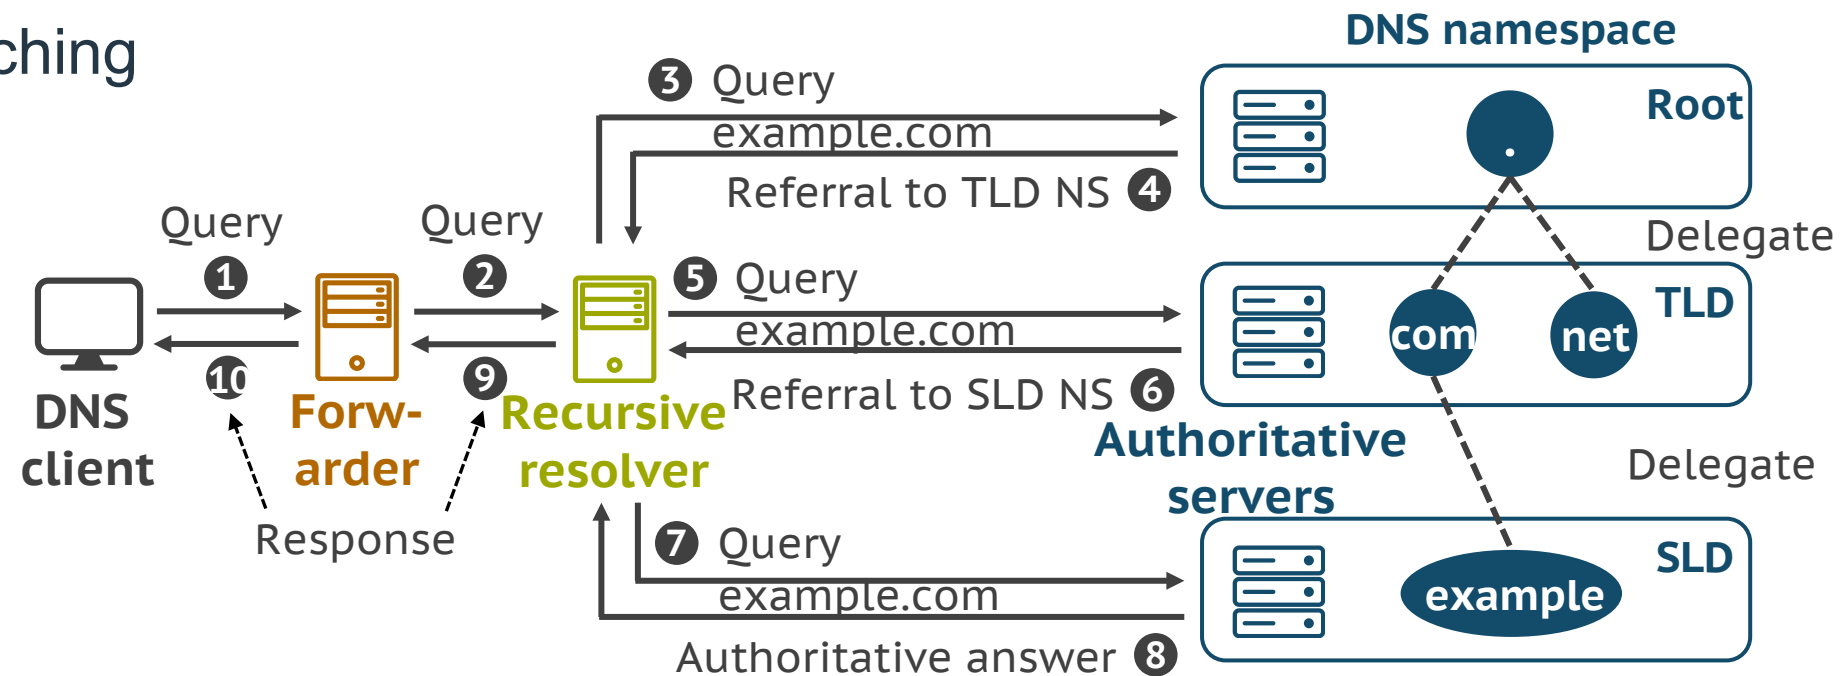 ching
DNS namespace
3 Query
example.com
Referral to TLD NS 4
Root
.
Delegate
Query
1
Query
2
5 Query
example.com
Referral to SLD NS 6
TLD
com
net
10
9
DNS
client
Forw-
arder
Recursive
resolver
Authoritative
servers
Delegate
Response
7 Query
example.com
Authoritative answer 8
SLD
example